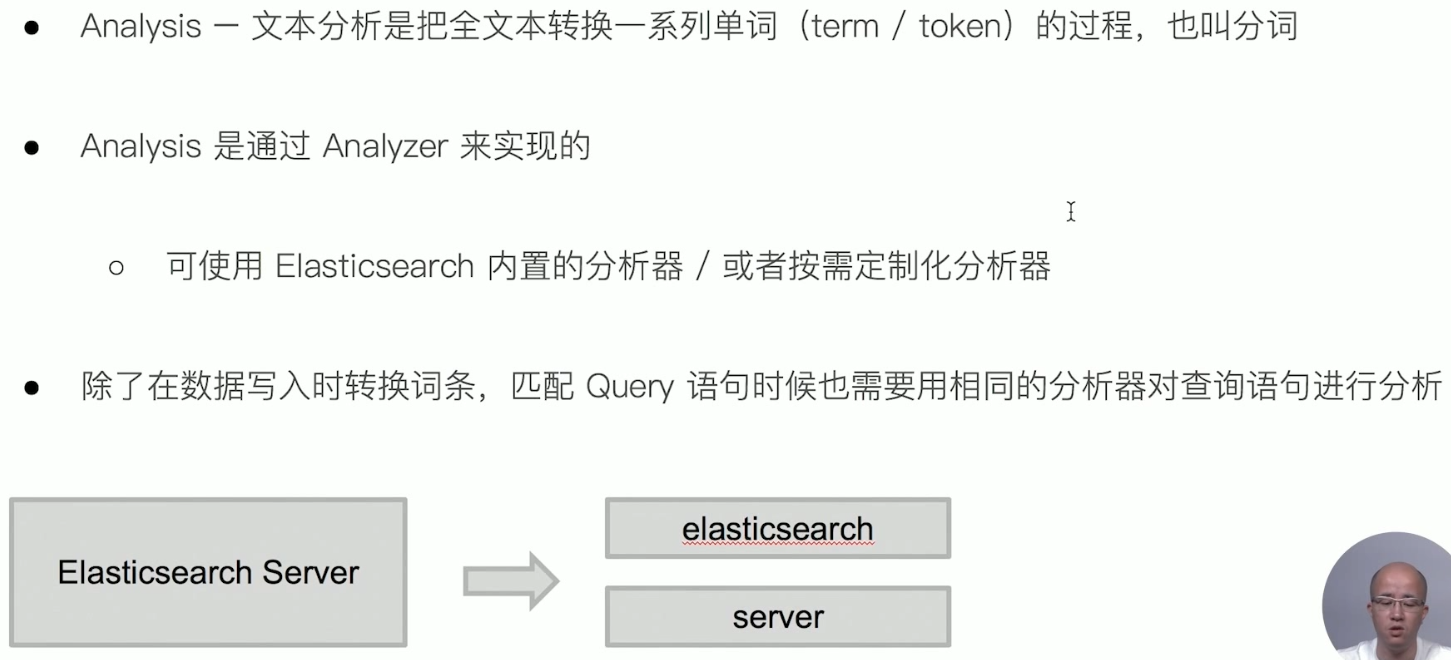 ● Analysis — 文本分析是把全文本转换一系列单词（term / token）的过程，也叫分词
● Analysis 是通过 Analyzer 来实现的
○ 可使用 Elasticsearch 内置的分析器 / 或者按需定制化分析器
● 除了在数据写入时转换词条，匹配 Query 语句时候也需要用相同的分析器对查询语句进行分析
Elasticsearch Server
elasticsearch
server